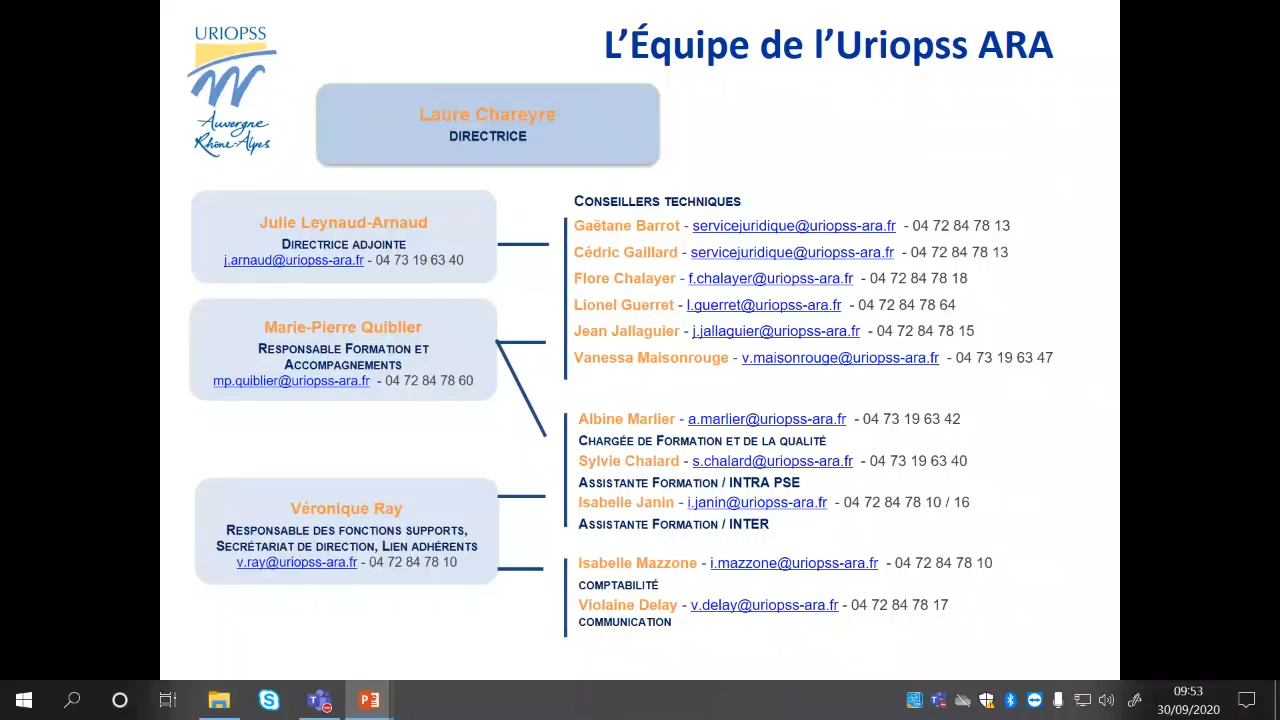 URIOPSS
Auvergne
Rhône-Alpes
L’Équipe de l’Uriopss ARA
Laure Chareyre
DIRECTRICE
Julie Leynaud-Arnaud
DIRECTRICE ADJOINTE
j.arnaud@uriopss-ara.fr - 04 73 19 63 40
Marie-Pierre Quiblier
RESPONSABLE FORMATION ET
ACCOMPAGNEMENTS
mp.quiblier@uriopss-ara.fr - 04 72 84 78 60
Véronique Ray
RESPONSABLE DES FONCTIONS SUPPORTS,
SECRÉTARIAT DE DIRECTION, LIEN ADHÉRENTS
v.ray@uriopss-ara.fr - 04 72 84 78 10
CONSEILLERS TECHNIQUES
Gaëtane Barrot - servicejuridique@uriopss-ara.fr - 04 72 84 78 13
Cédric Gaillard - servicejuridique@uriopss-ara.fr - 04 72 84 78 13
Flore Chalayer - f.chalayer@uriopss-ara.fr - 04 72 84 78 18
Lionel Guerret - l.guerret@uriopss-ara.fr - 04 72 84 78 64
Jean Jallaguier - j.jallaguier@uriopss-ara.fr - 04 72 84 78 15
Vanessa Maisonrouge - v.maisonrouge@uriopss-ara.fr - 04 73 19 63 47
Albine Marlier - a.marlier@uriopss-ara.fr - 04 73 19 63 42
CHARGÉE DE FORMATION ET DE LA QUALITÉ
Sylvie Chalard - s.chalard@uriopss-ara.fr - 04 73 19 63 40
ASSISTANTE FORMATION / INTRA PSE
Isabelle Janin - i.janin@uriopss-ara.fr - 04 72 84 78 10 / 16
ASSISTANTE FORMATION / INTER
Isabelle Mazzone - i.mazzone@uriopss-ara.fr - 04 72 84 78 10
COMPTABILITÉ
Violaine Delay - v.delay@uriopss-ara.fr - 04 72 84 78 17
COMMUNICATION
09:53
30/09/2020